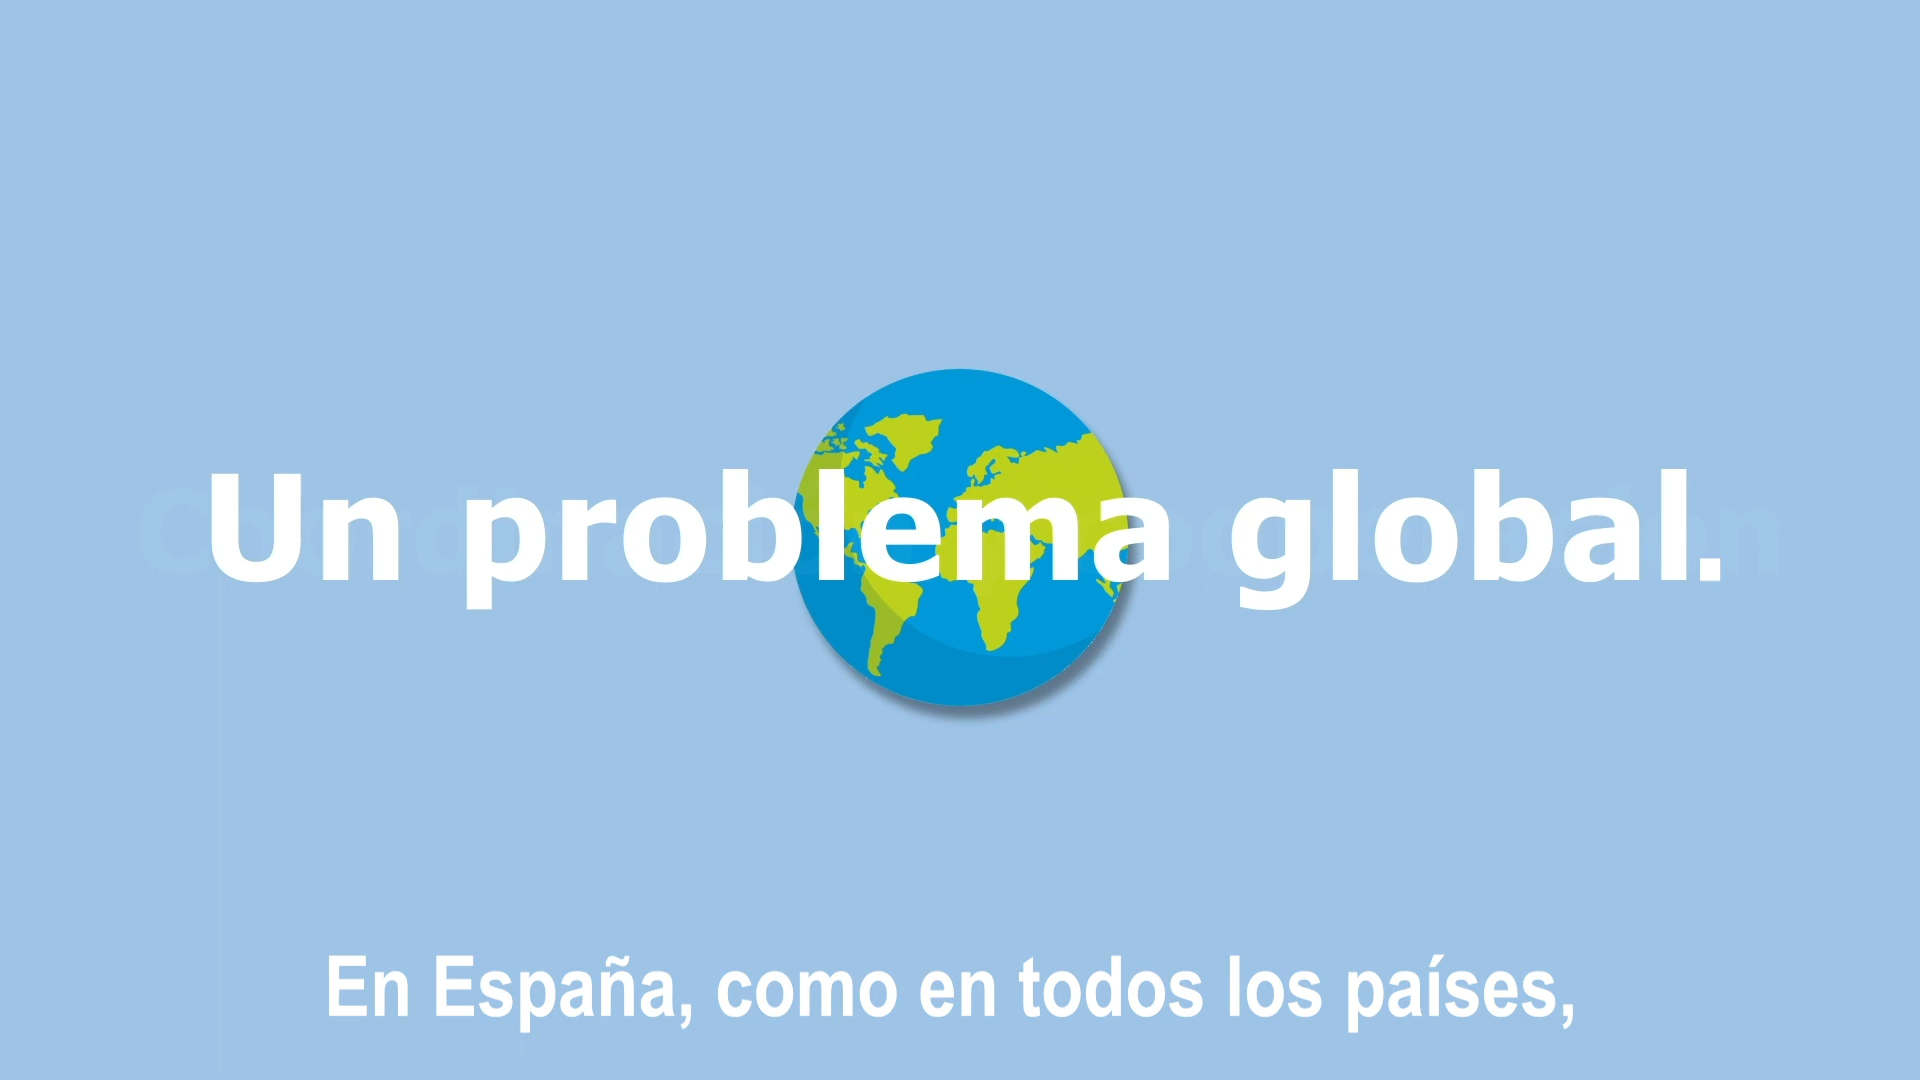 Un problema global.
En España, como en todos los países,